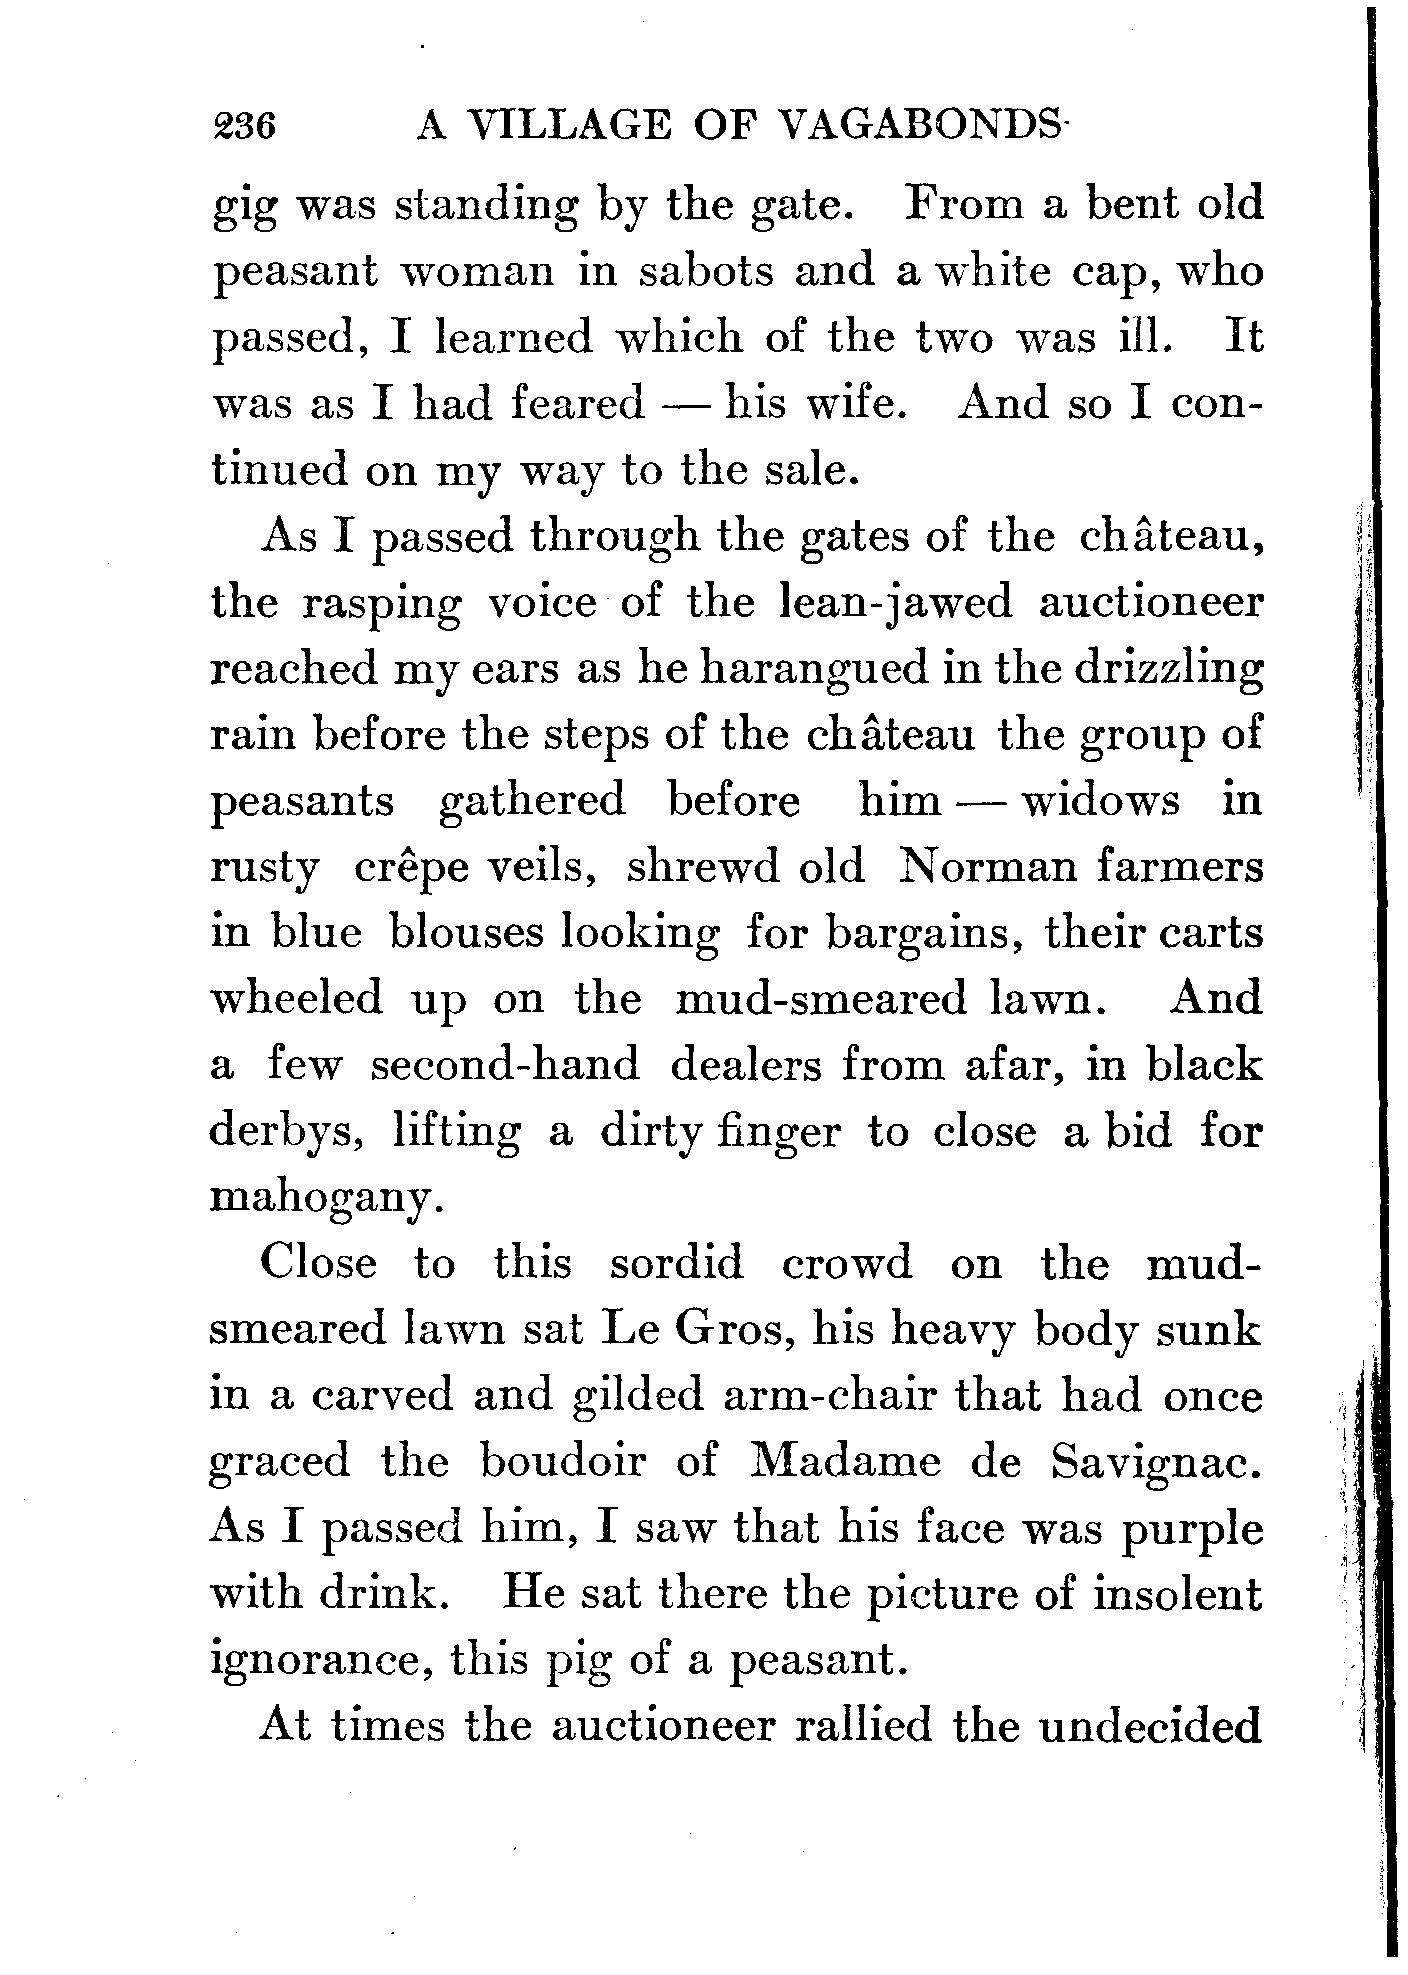 236 A VILLAGE OF VAGABONDS
gig was standing by the gate. From a bent old
peasant woman in sabots and a white cap, who
passed, I learned which of the two was ill. It
was as I had feared — his wife. And so I con-
tinued on my way to the sale.
As I passed through the gates of the château,
the rasping voice of the lean-jawed auctioneer
reached my ears as he harangued in the drizzling
rain before the steps of the château the group of
peasants gathered before him — widows in
rusty crêpe veils, shrewd old Norman farmers
in blue blouses looking for bargains, their carts
wheeled up on the mud-smeared lawn. And
a few second-hand dealers from afar, in black
derbys, lifting a dirty finger to close a bid for
mahogany.
Close to this sordid crowd on the mud-
smeared lawn sat Le Gros, his heavy body sunk
in a carved and gilded arm-chair that had once
graced the boudoir of Madame de Savignac.
As I passed him, I saw that his face was purple
with drink. He sat there the picture of insolent
ignorance, this pig of a peasant.
At times the auctioneer rallied the undecided